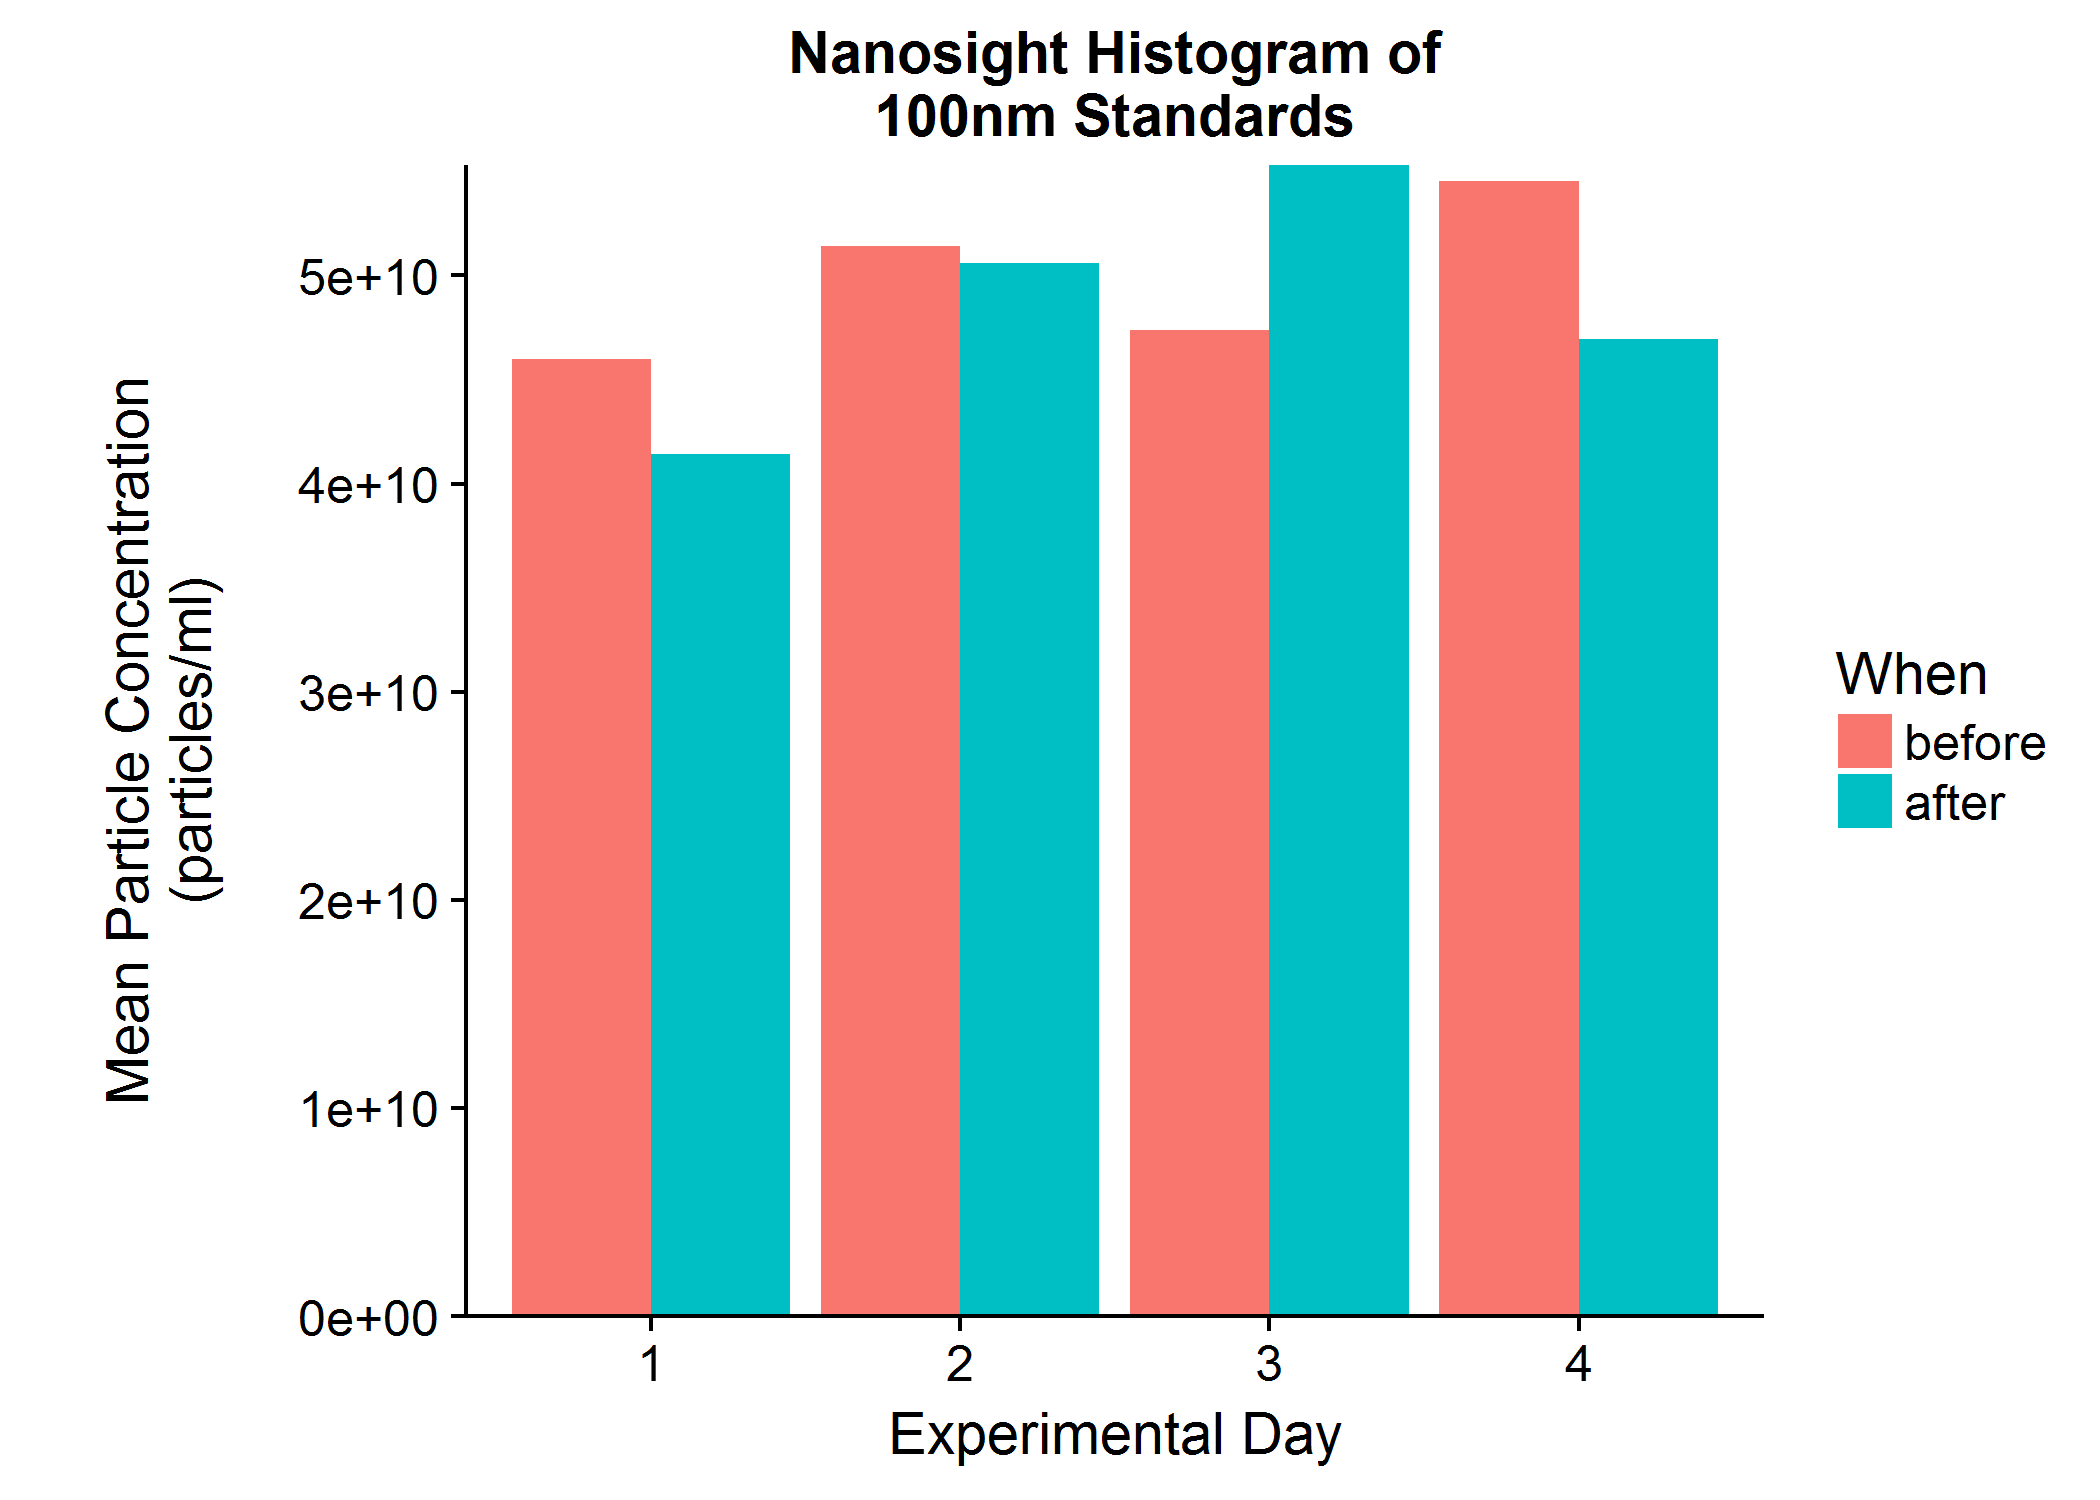 Nanosight Histogram of
100nm Standards
Mean Particle Concentration
(particles/ml)
5e+10
4e+10
3e+10
2e+10
1e+10
0e+00
1
2
3
4
Experimental Day
When
before
after